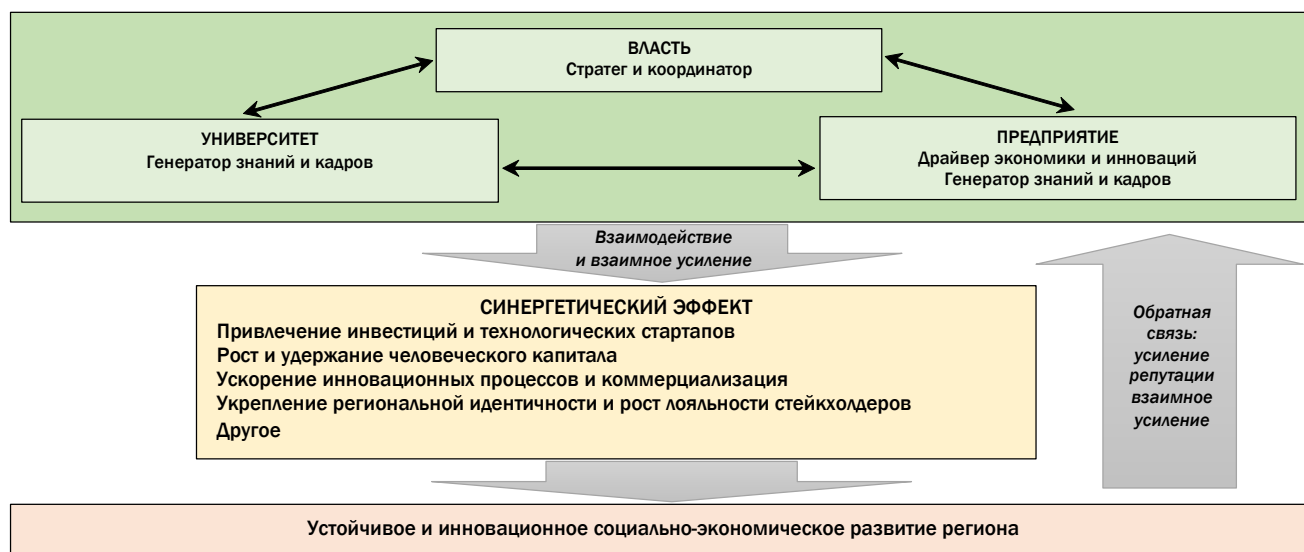 ВЛАСТЬ
Стратег и координатор
УНИВЕРСИТЕТ
Генератор знаний и кадров
ПРЕДПРИЯТИЕ
Драйвер экономики и инноваций
Генератор знаний и кадров
Взаимодействие
и взаимное усиление
СИНЕРГЕТИЧЕСКИЙ ЭФФЕКТ
Привлечение инвестиций и технологических стартапов
Рост и удержание человеческого капитала
Ускорение инновационных процессов и коммерциализация
Укрепление региональной идентичности и рост лояльности стейкхолдеров
Другое
Обратная
связь:
усиление
репутации
взаимное
усиление
Устойчивое и инновационное социально-экономическое развитие региона